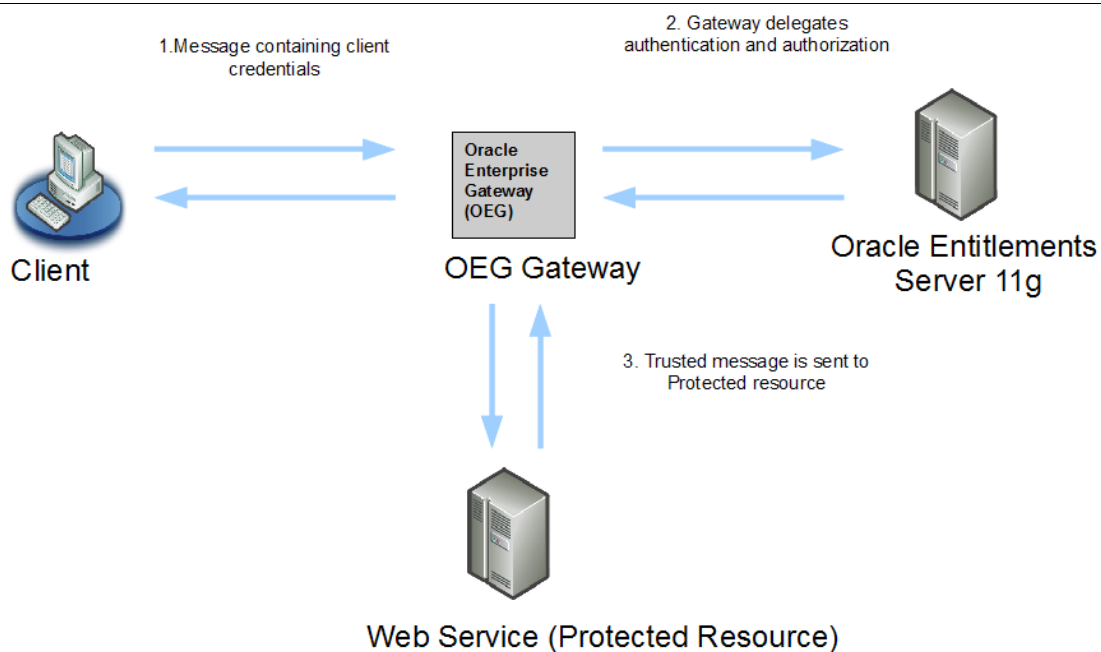 1.Message containing client
credentials
2. Gateway delegates
authentication and authorization
Oracle
Enterprise
Gateway
(OEG)
Client
OEG Gateway
Oracle Entitlements
Server 11g
3. Trusted message is sent to
Protected resource
Web Service (Protected Resource)